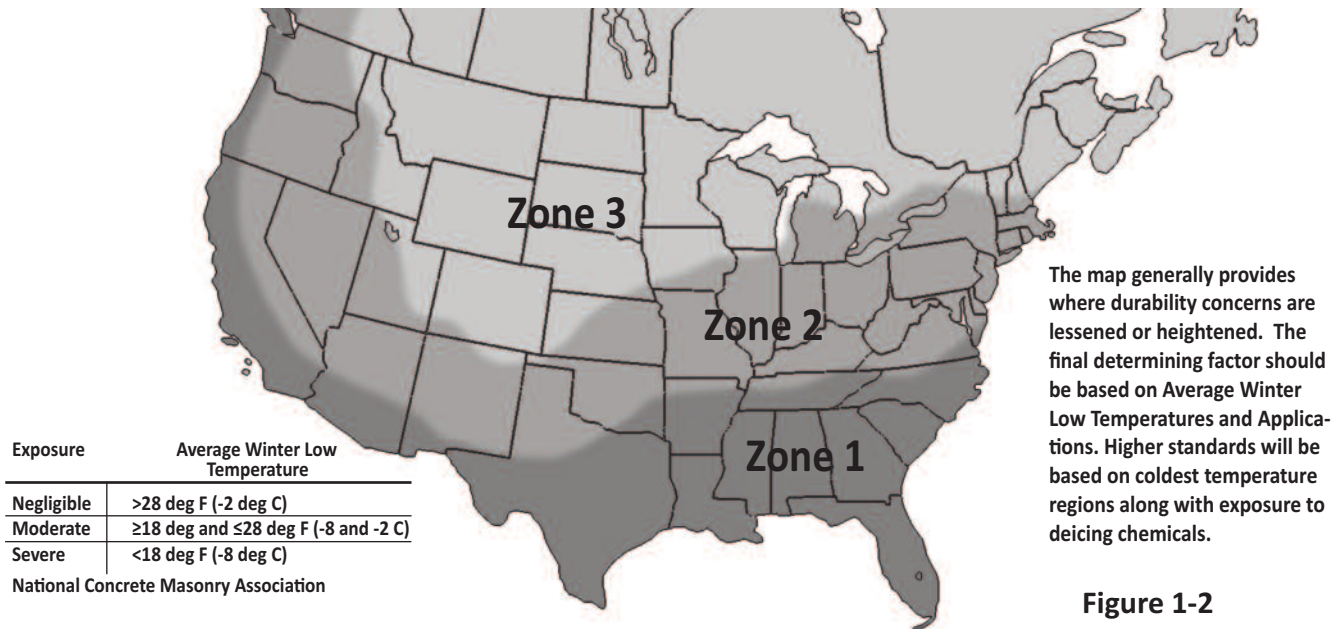 Zone 3
Zone 2
Zone 1
The map generally provides
where durability concerns are
lessened or heightened. The
final determining factor should
be based on Average Winter
Low Temperatures and Applica-
tions. Higher standards will be
based on coldest temperature
regions along with exposure to
deicing chemicals.
Exposure Average Winter Low
Temperature
Negligible >28 deg F (-2 deg C)
Moderate ≥18 deg and ≤28 deg F (-8 and -2 C)
Severe <18 deg F (-8 deg C)
National Concrete Masonry Association
Figure 1-2